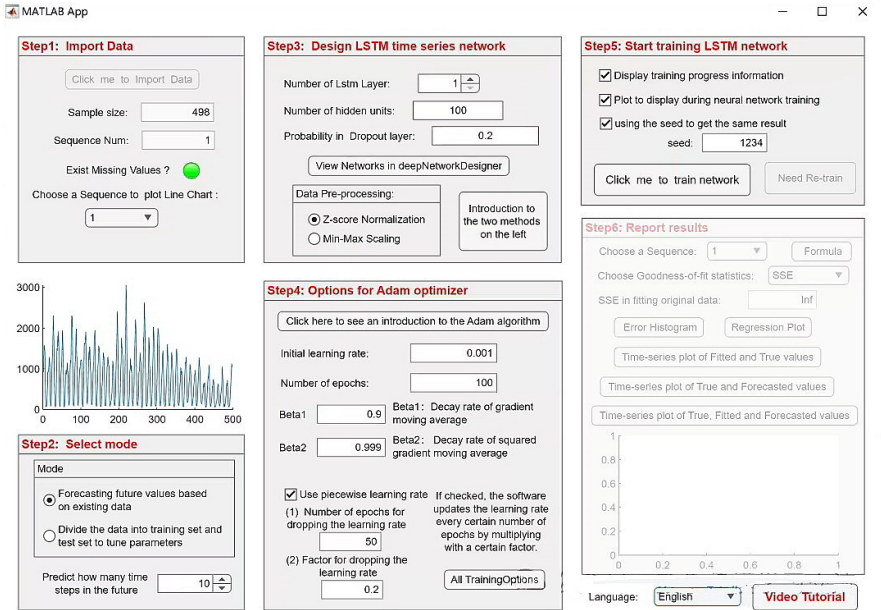 MATLAB App
Step1: Import Data
Click me to Import Data
Sample size: 498
Sequence Num: 1
Exist Missing Values ?
Choose a Sequence to plot Line Chart :
1
3000
2000
1000
0
0 100 200 300 400 500
Step2: Select mode
Mode
Forecasting future values based
on existing data
Divide the data into training set and
test set to tune parameters
Predict how many time
steps in the future
10
Step3: Design LSTM time series network
Number of Lstm Layer: 1
Number of hidden units: 100
Probability in Dropout layer: 0.2
View Networks in deepNetworkDesigner
Data Pre-processing:
Z-score Normalization
Min-Max Scaling
Introduction to
the two methods
on the left
Step4: Options for Adam optimizer
Click here to see an introduction to the Adam algorithm
Initial learning rate: 0.001
Number of epochs: 100
Beta1 0.9
Beta1: Decay rate of gradient
moving average
Beta2 0.999
Beta2: Decay rate of squared
gradient moving average
Use piecewise learning rate
(1) Number of epochs for
dropping the learning rate
50
(2) Factor for dropping the
learning rate
0.2
If checked, the software
updates the learning rate
every certain number of
epochs by multiplying
with a certain factor.
All TrainingOptions
Step5: Start training LSTM network
Display training progress information
Plot to display during neural network training
using the seed to get the same result
seed: 1234
Click me to train network
Need Re-train
Step6: Report results
Choose a Sequence: 1
Formula
Choose Goodness-of-fit statistics: SSE
SSE in fitting original data: Inf
Error Histogram
Regression Plot
Time-series plot of Fitted and True values
Time-series plot of True and Forecasted values
Time-series plot of True, Fitted and Forecasted values
1
0.8
0.6
0.4
0.2
0
0 0.2 0.4 0.6 0.8 1
Language: English
Video Tutorial